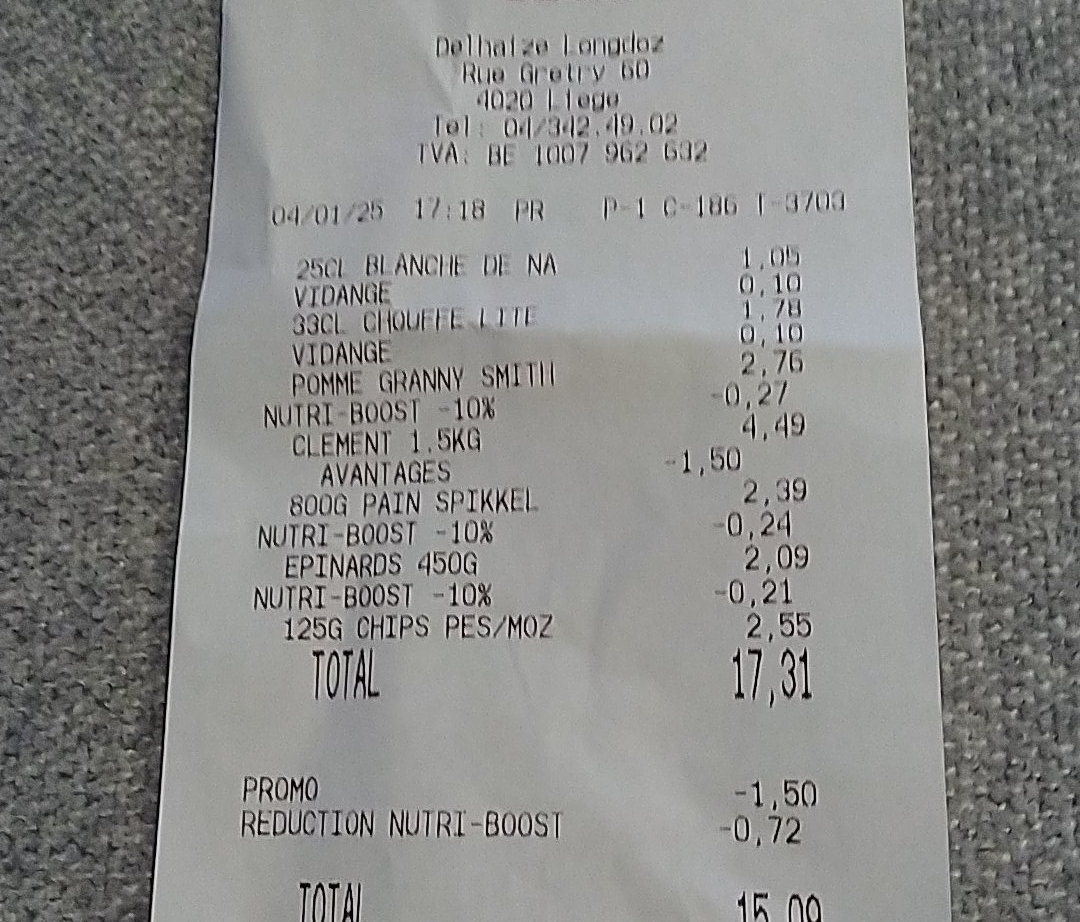 Delhaize Longdoz
Rue Gretry 60
4020 Liege
Tel: 04/342.49.02
TVA: BE 1007 962 632
04/01/25 17:18 PR P-1 C-186 T-3703
25CL BLANCHE DE NA 1,05
VIDANGE 0,10
33CL CHOUFFE LITE 1,78
VIDANGE 0,10
POMME GRANNY SMITH 2,76
NUTRI-BOOST -10% -0,27
CLEMENT 1.5KG 4,49
AVANTAGES -1,50
800G PAIN SPIKKEL 2,39
NUTRI-BOOST -10% -0,24
EPINARDS 450G 2,09
NUTRI-BOOST -10% -0,21
125G CHIPS PES/MOZ 2,55
TOTAL 17,31
PROMO -1,50
REDUCTION NUTRI-BOOST -0,72
TOTAL 15,09